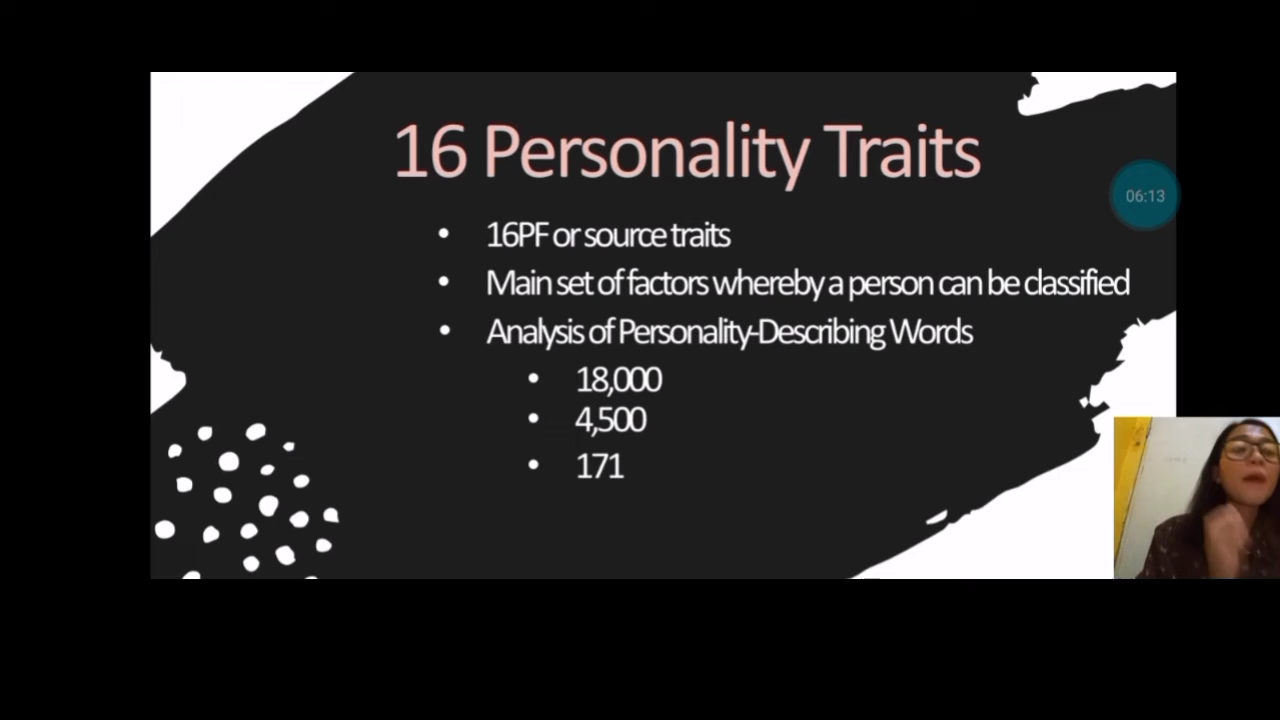 16 Personality Traits
06:13
• 16PF or source traits
• Main set of factors whereby a person can be classified
• Analysis of Personality-Describing Words
• 18,000
• 4,500
• 171